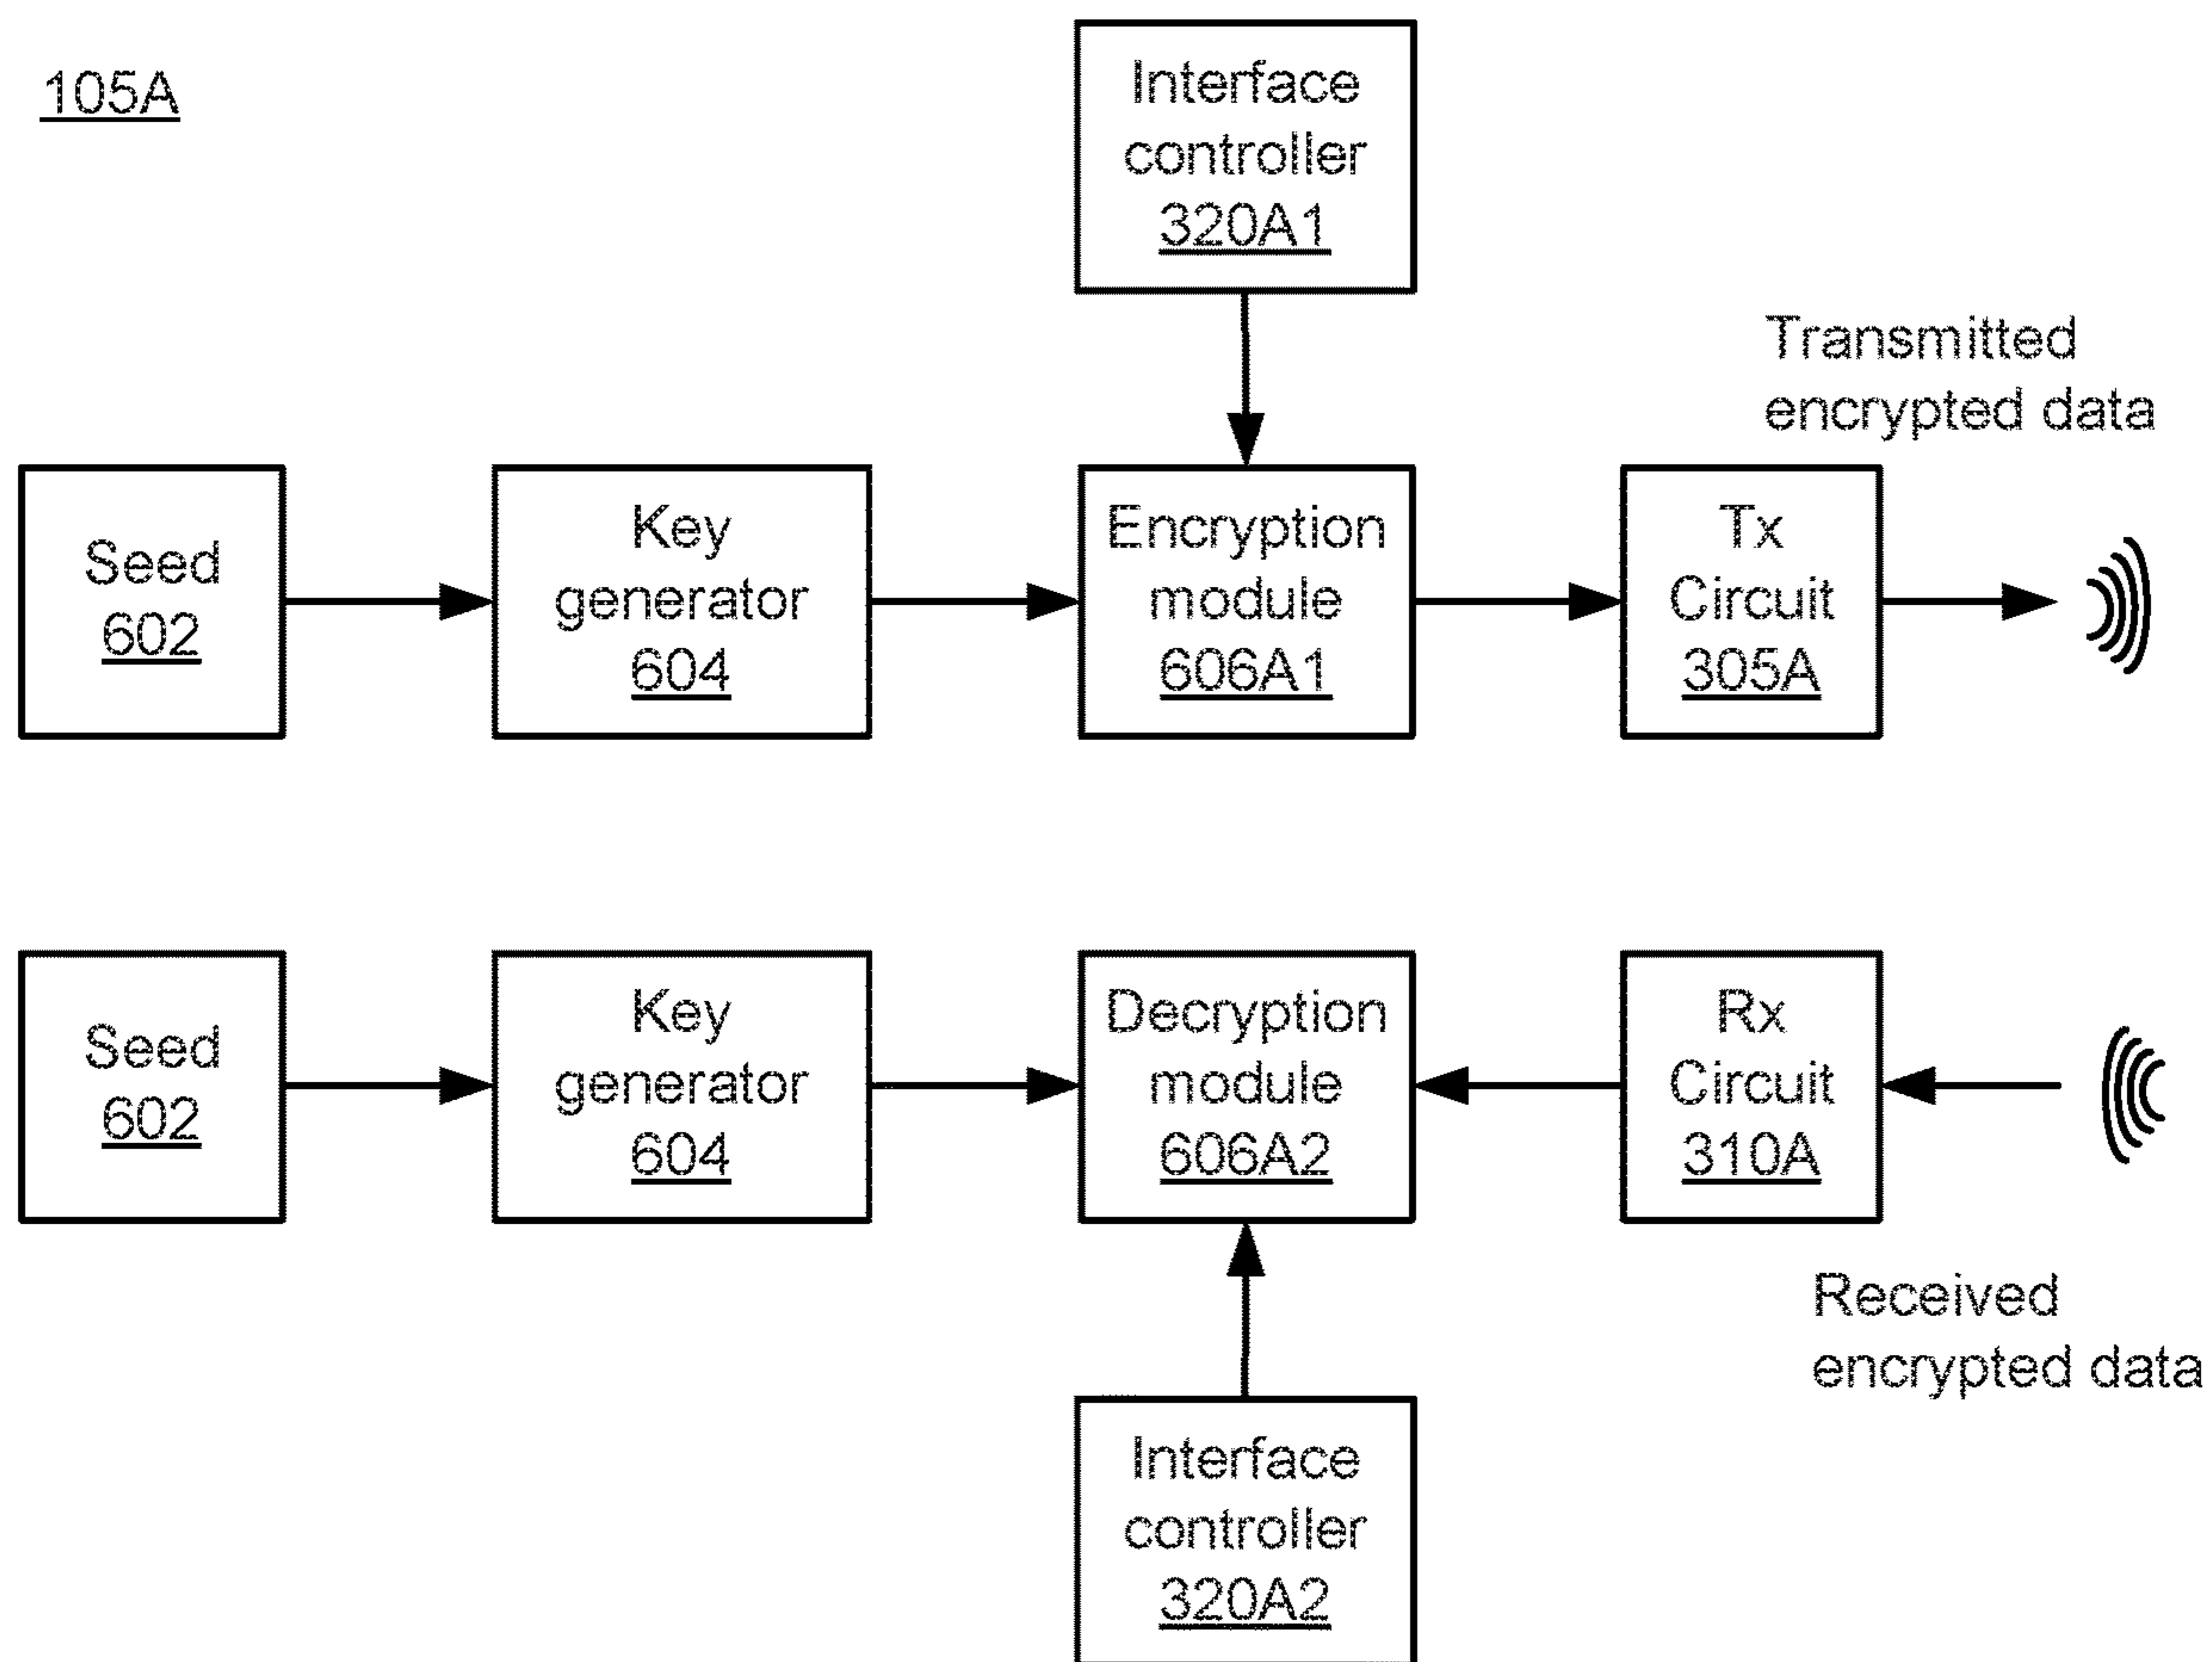 105A
Interface
controller
320A1
Transmitted
encrypted data
Seed
602
Key
generator
604
Encryption
module
606A1
Tx
Circuit
305A
Seed
602
Key
generator
604
Decryption
module
606A2
Rx
Circuit
310A
Received
encrypted data
Interface
controller
320A2